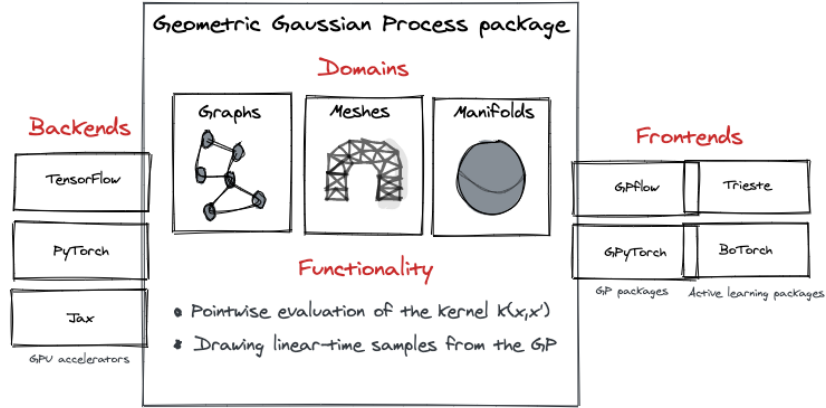 Geometric Gaussian Process package
Domains
Graphs
Meshes
Manifolds
Backends
TensorFlow
PyTorch
Jax
GPU accelerators
Functionality
Pointwise evaluation of the kernel k(x,x')
Drawing linear-time samples from the GP
Frontends
GPflow
Trieste
GPyTorch
BoTorch
GP packages
Active learning packages